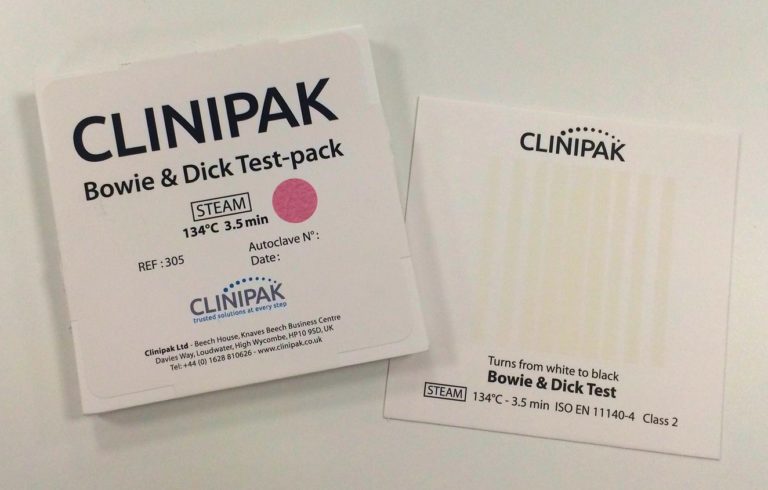 CLINIPAK
Bowie & Dick Test-pack
STEAM
134°C 3.5 min
REF : 305
Autoclave N° :
Date :
CLINIPAK
trusted solutions at every step
Clinipak Ltd - Beech House, Knaves Beech Business Centre
Davies Way, Loudwater, High Wycombe, HP10 9SD, UK
Tel: +44 (0) 1628 810626 - www.clinipak.co.uk
CLINIPAK
Turns from white to black
Bowie & Dick Test
STEAM 134°C - 3.5 min ISO EN 11140-4 Class 2